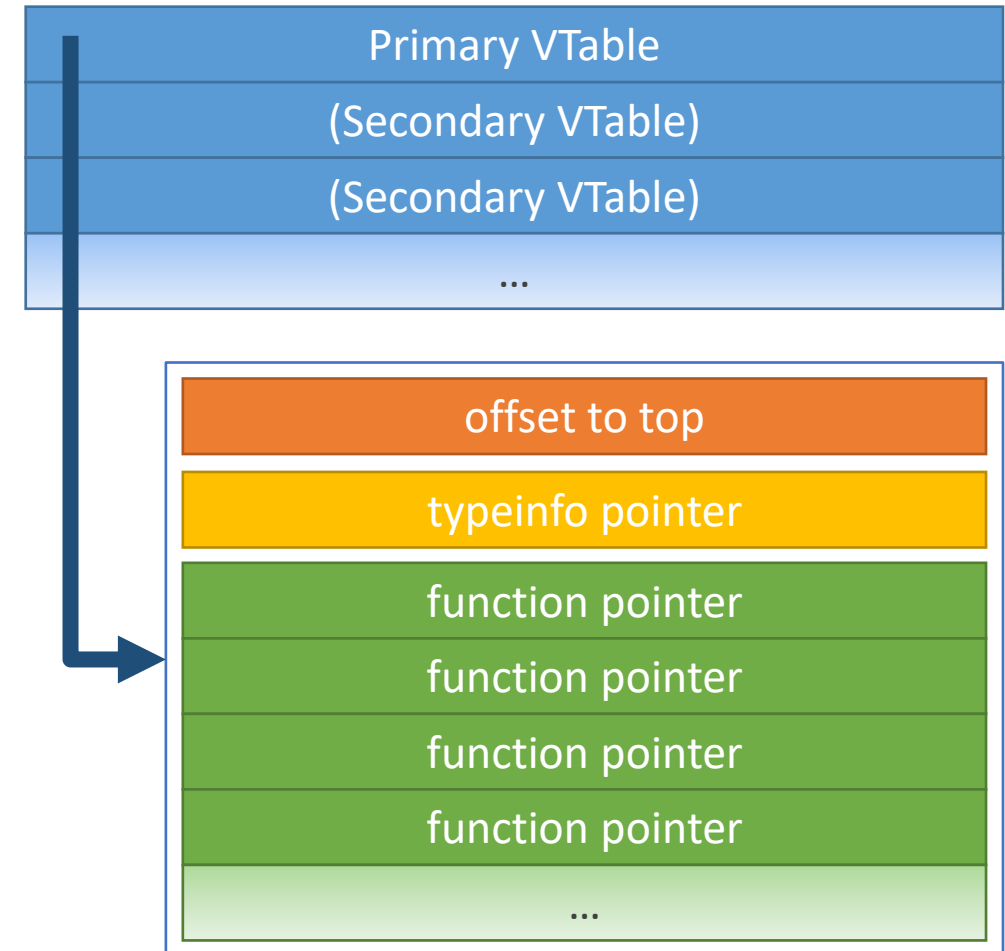 Primary VTable
(Secondary VTable)
(Secondary VTable)
...
offset to top
typeinfo pointer
function pointer
function pointer
function pointer
function pointer
...